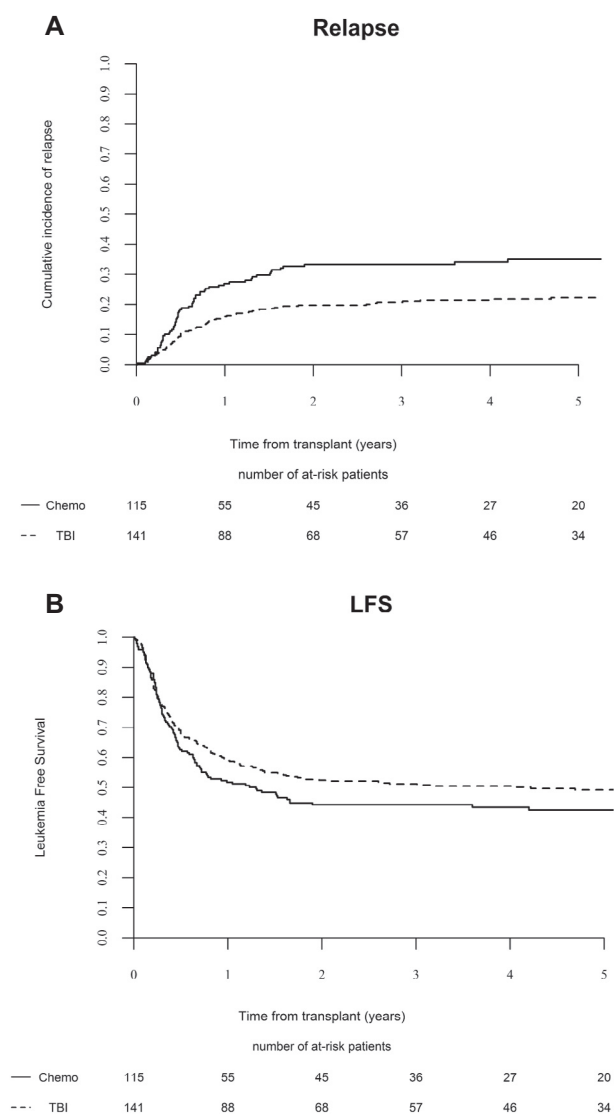 A
Relapse
Cumulative incidence of relapse
1.0
0.9
0.8
0.7
0.6
0.5
0.4
0.3
0.2
0.1
0.0
0 1 2 3 4 5
Time from transplant (years)
number of at-risk patients
Chemo 115 55 45 36 27 20
TBI 141 88 68 57 46 34
B
LFS
Leukemia Free Survival
1.0
0.9
0.8
0.7
0.6
0.5
0.4
0.3
0.2
0.1
0.0
0 1 2 3 4 5
Time from transplant (years)
number of at-risk patients
Chemo 115 55 45 36 27 20
TBI 141 88 68 57 46 34